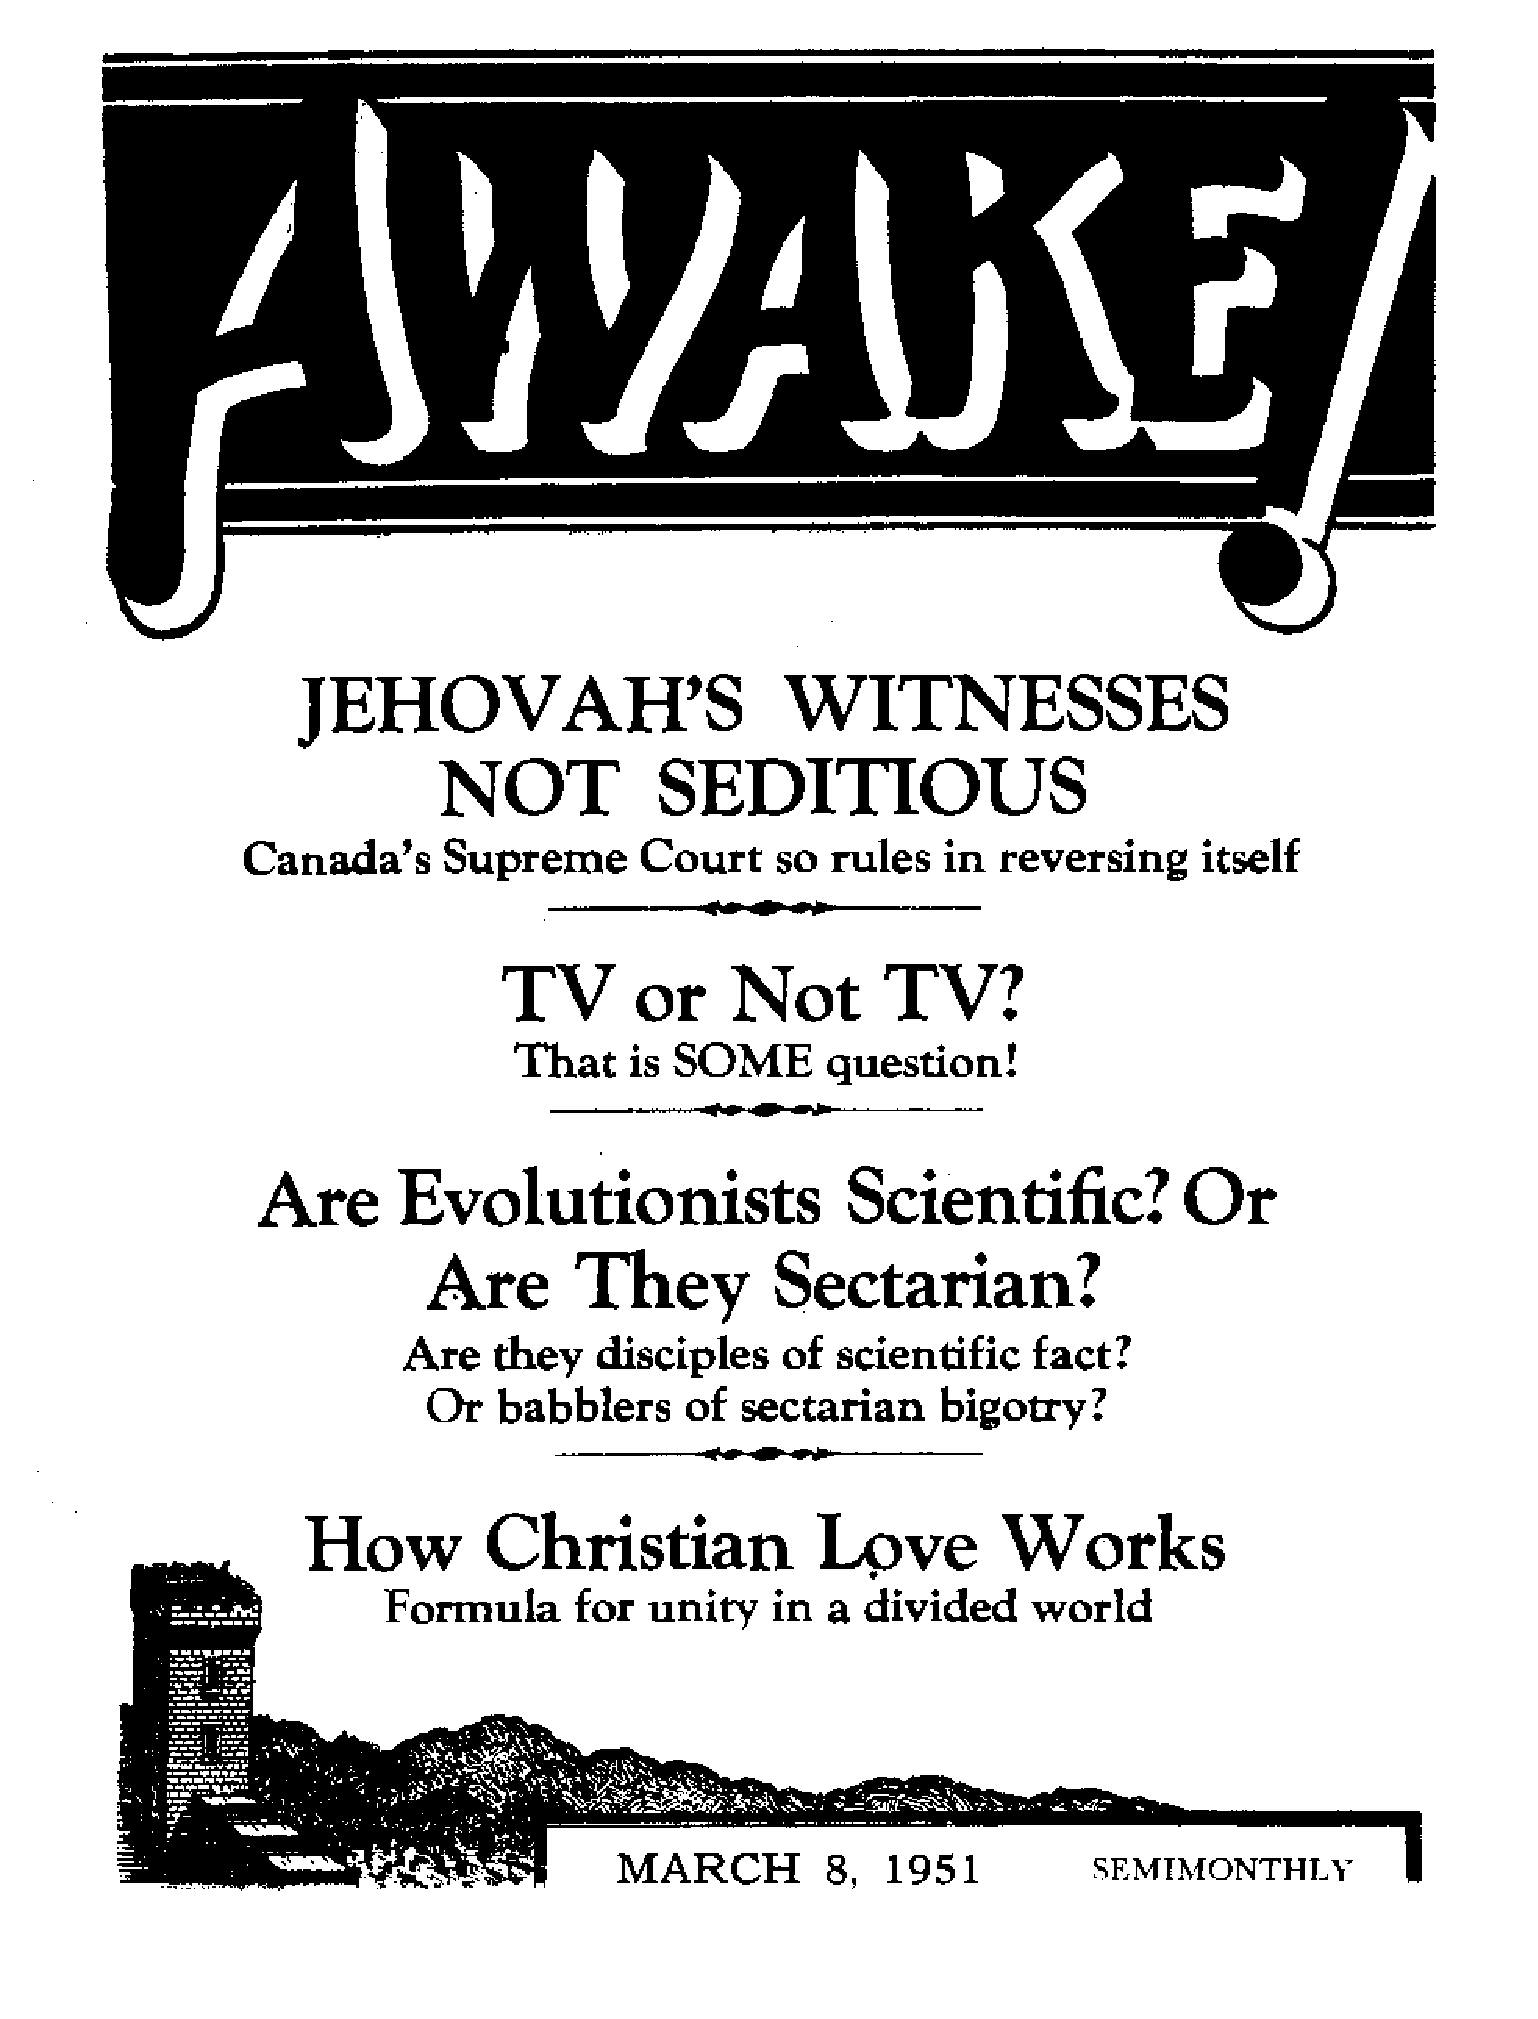 AWAKE!
JEHOVAH'S WITNESSES
NOT SEDITIOUS
Canada's Supreme Court so rules in reversing itself
TV or Not TV?
That is SOME question!
Are Evolutionists Scientific? Or
Are They Sectarian?
Are they disciples of scientific fact?
Or babblers of sectarian bigotry?
How Christian Love Works
Formula for unity in a divided world
MARCH 8, 1951 SEMIMONTHLY